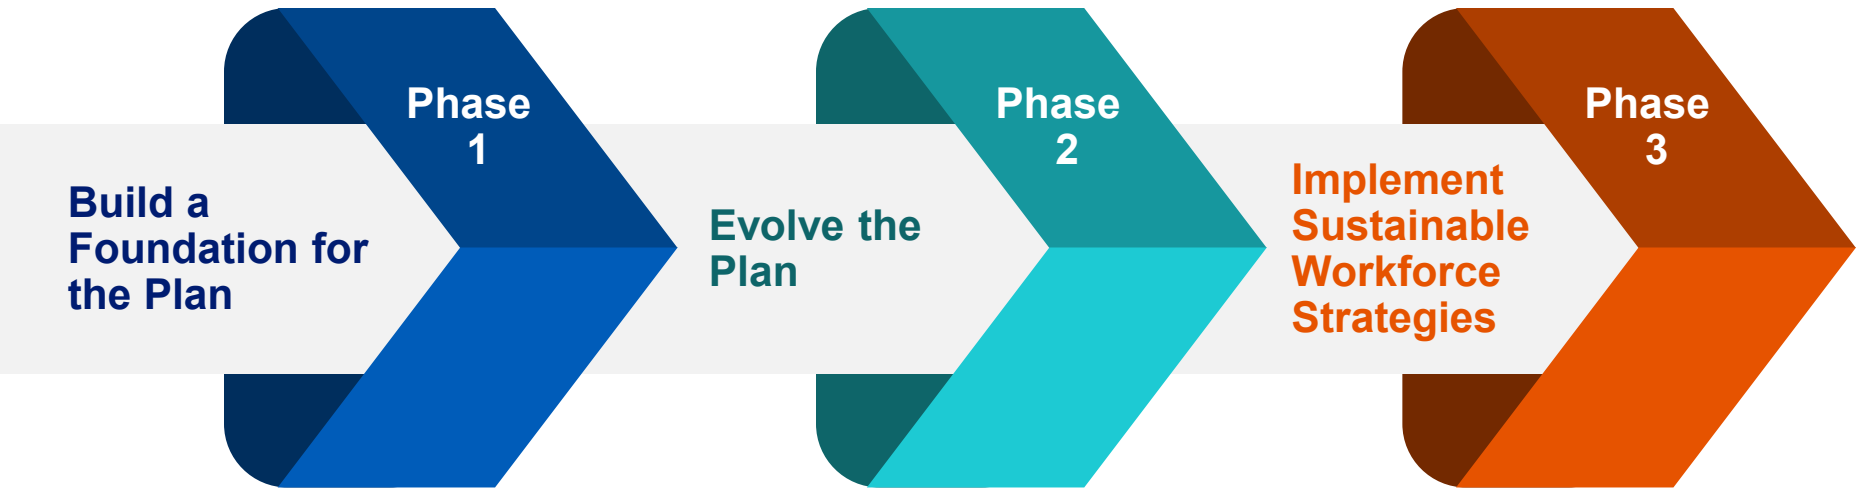 Phase
1
Build a
Foundation for
the Plan
Phase
2
Evolve the
Plan
Phase
3
Implement
Sustainable
Workforce
Strategies